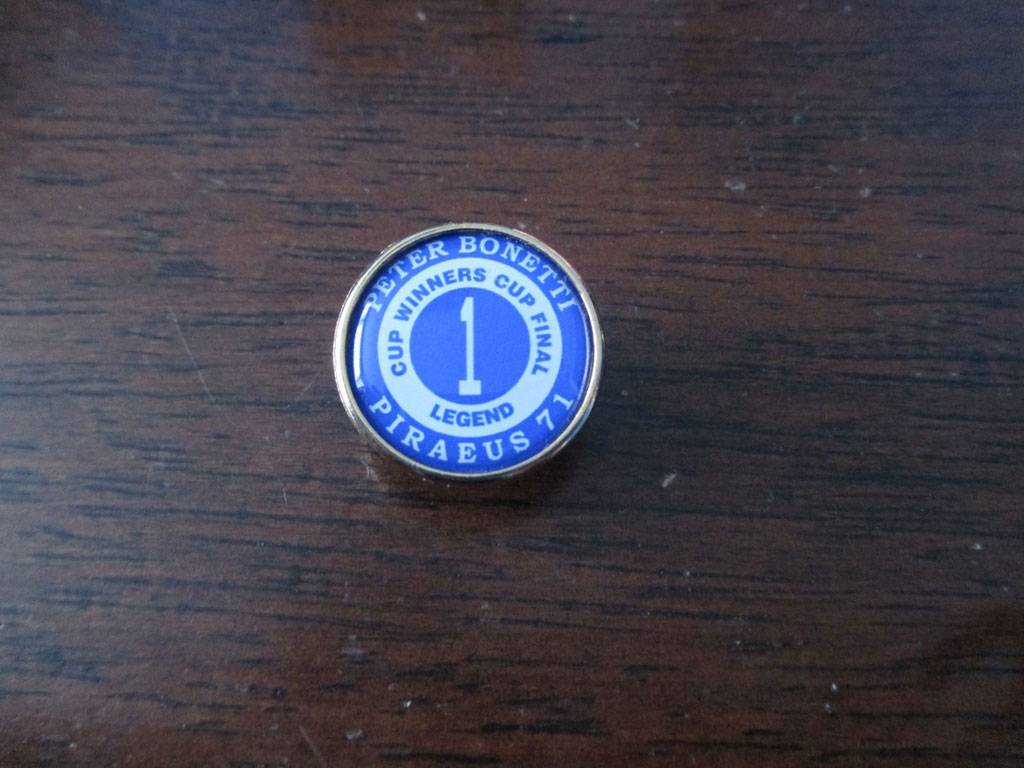 PETER BONETTI
CUP WINNERS CUP FINAL
1
LEGEND
PIRAEUS 71